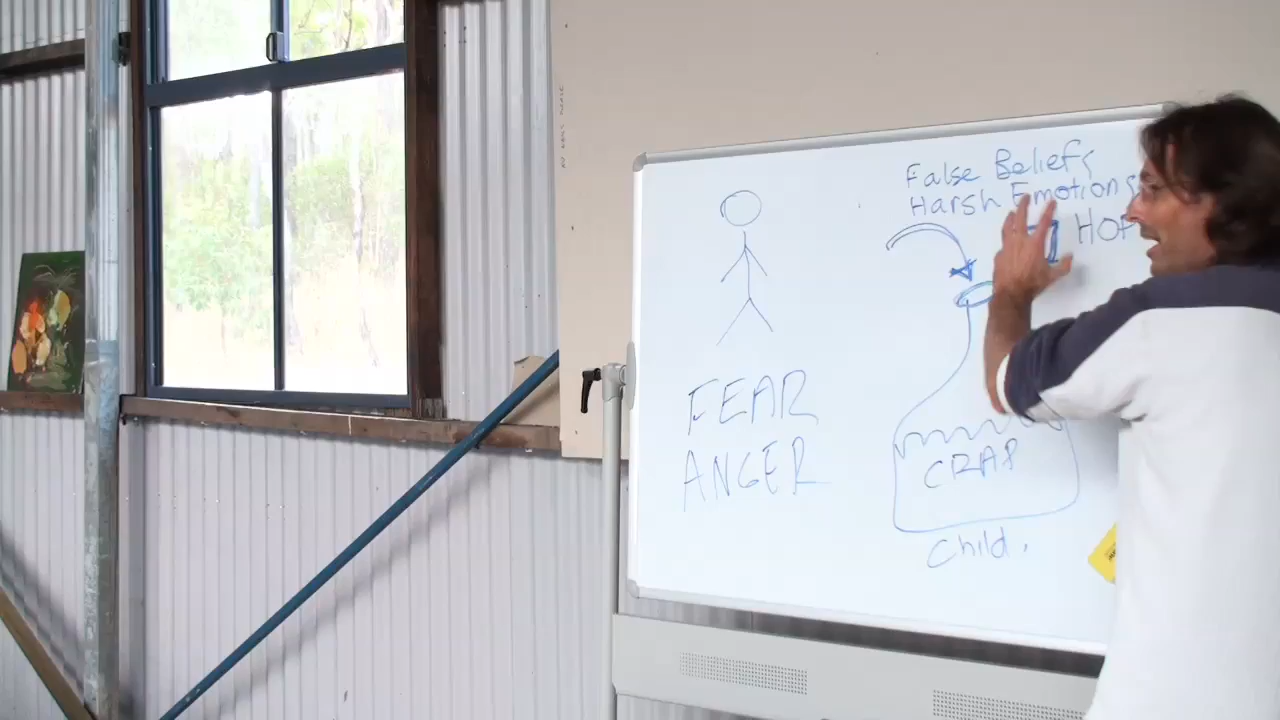 False Beliefs
Harsh Emotions
HOP
FEAR
ANGER
CRAP
Child.